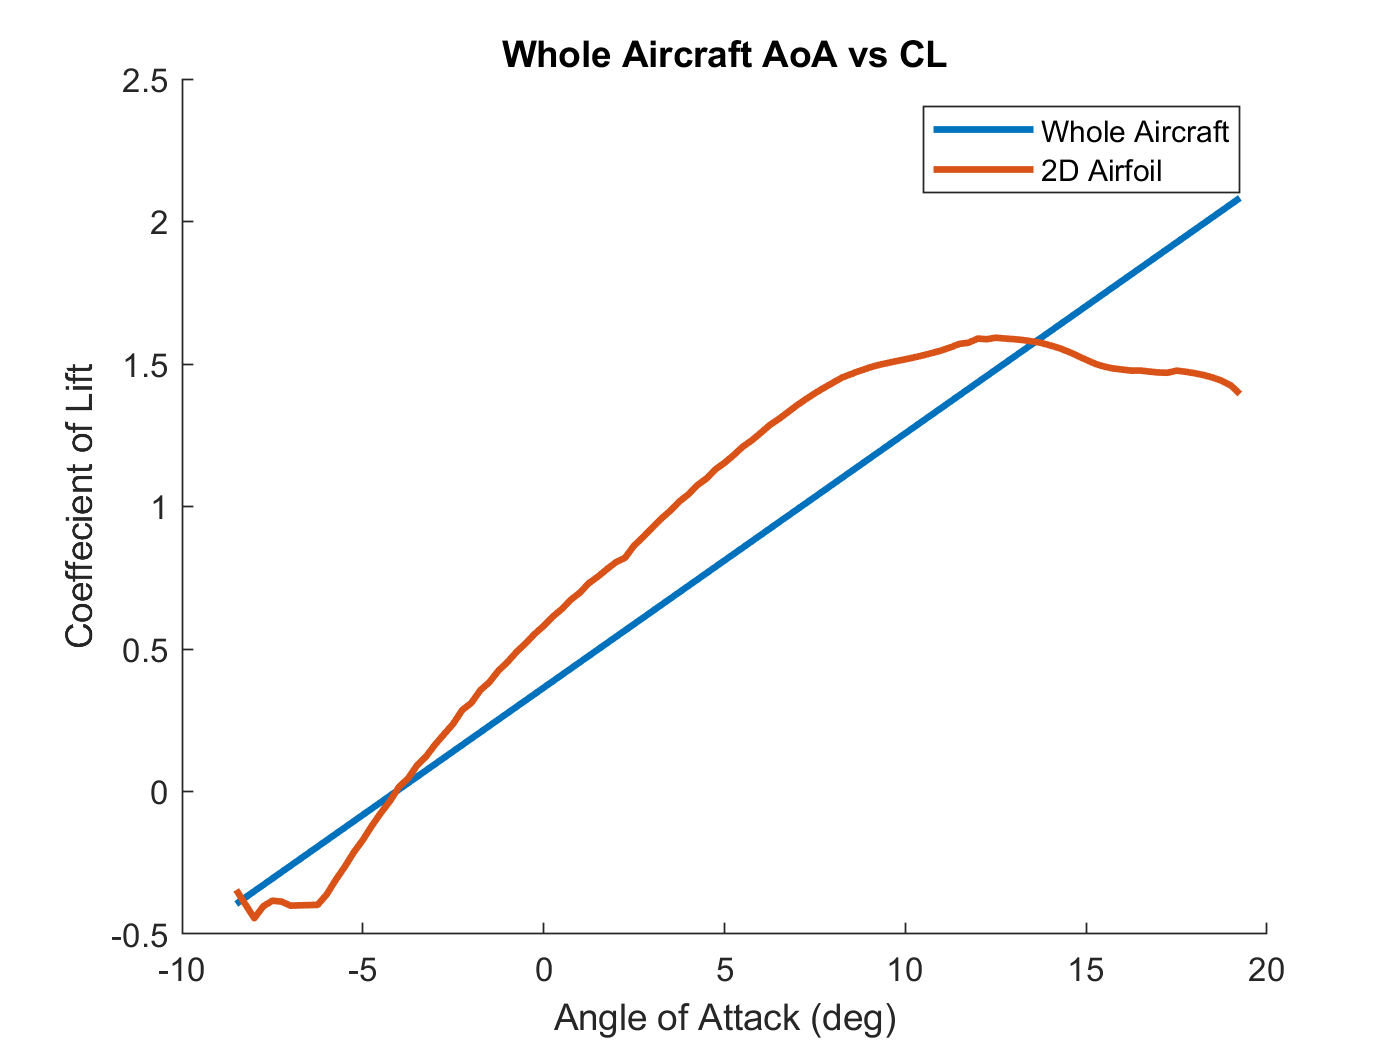 Whole Aircraft AoA vs CL
2.5
2
1.5
1
0.5
0
-0.5
Coeffecient of Lift
Whole Aircraft
2D Airfoil
-10 -5 0 5 10 15 20
Angle of Attack (deg)